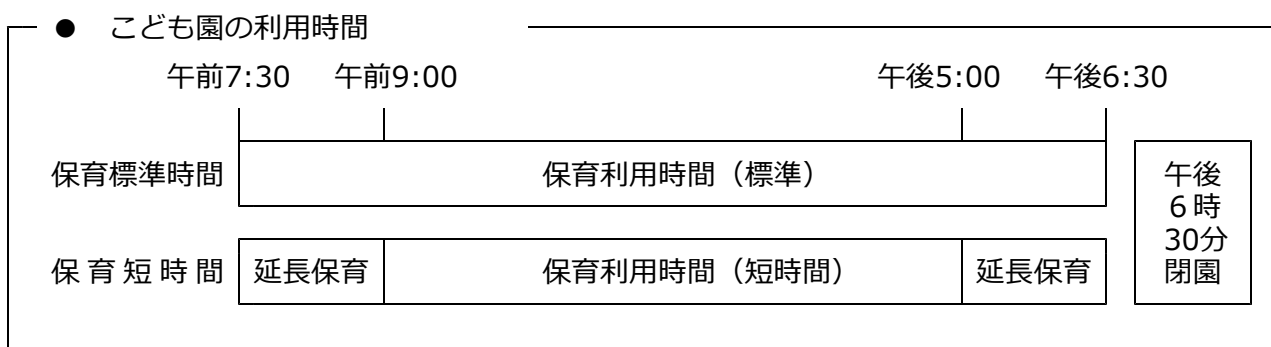 ● こども園の利用時間
午前7:30 午前9:00 午後5:00 午後6:30
保育標準時間 保育利用時間（標準）
保育短時間 延長保育 保育利用時間（短時間） 延長保育
午後
６時
30分
閉園